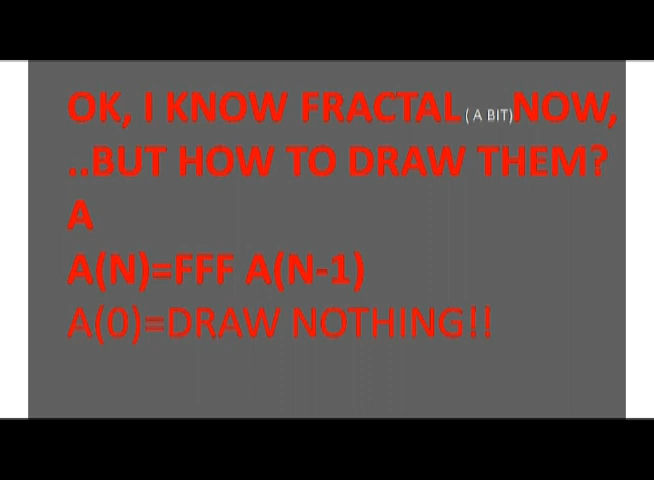 OK, I KNOW FRACTAL ( A BIT)NOW,
..BUT HOW TO DRAW THEM?
A
A(N)=FFF A(N-1)
A(0)=DRAW NOTHING!!